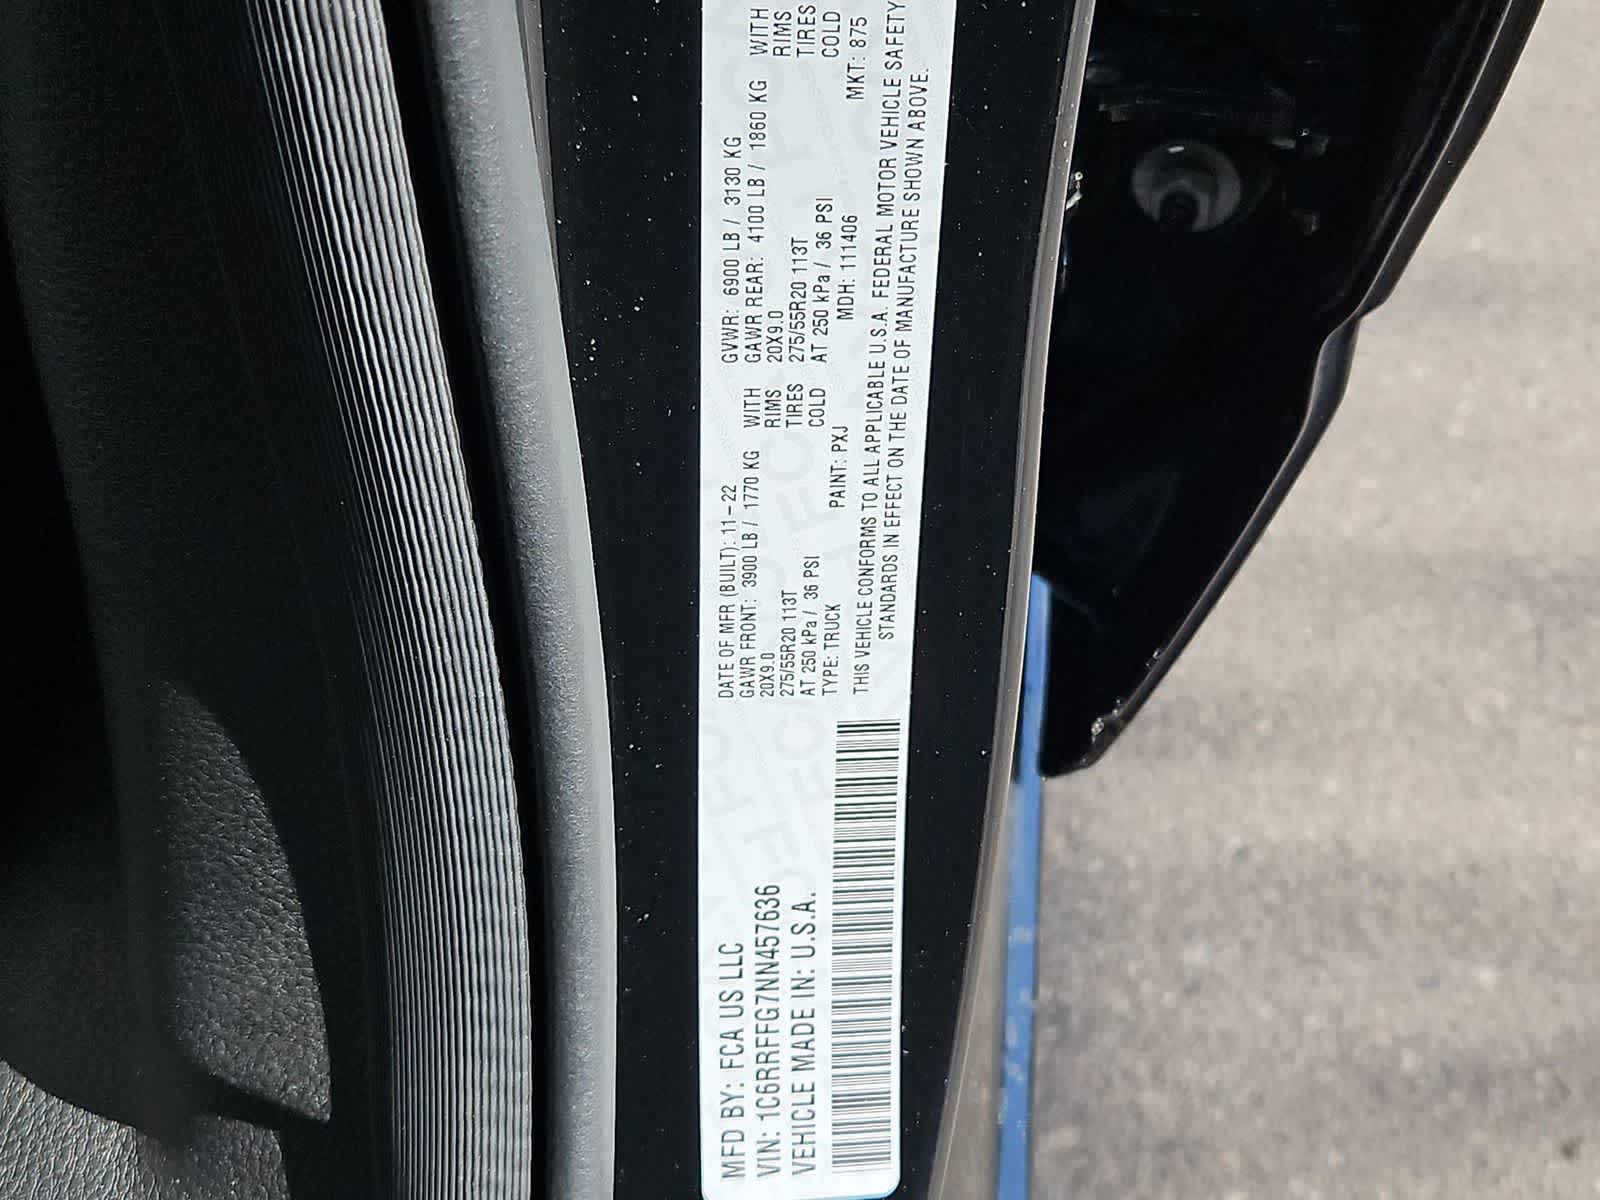 MFD BY: FCA US LLC
VIN: 1C6RRFFG7NN457636
VEHICLE MADE IN: U.S.A.
DATE OF MFR (BUILT): 11-22 GVWR: 6900 LB / 3130 KG
GAWR FRONT: 3900 LB / 1770 KG WITH GAWR REAR: 4100 LB / 1860 KG WITH
20X9.0 RIMS 20X9.0 RIMS
275/55R20 113T TIRES 275/55R20 113T TIRES
AT 250 kPa / 36 PSI COLD AT 250 kPa / 36 PSI COLD
TYPE: TRUCK PAINT: PXJ MDH: 111406 MKT: 875
THIS VEHICLE CONFORMS TO ALL APPLICABLE U.S.A. FEDERAL MOTOR VEHICLE SAFETY
STANDARDS IN EFFECT ON THE DATE OF MANUFACTURE SHOWN ABOVE.